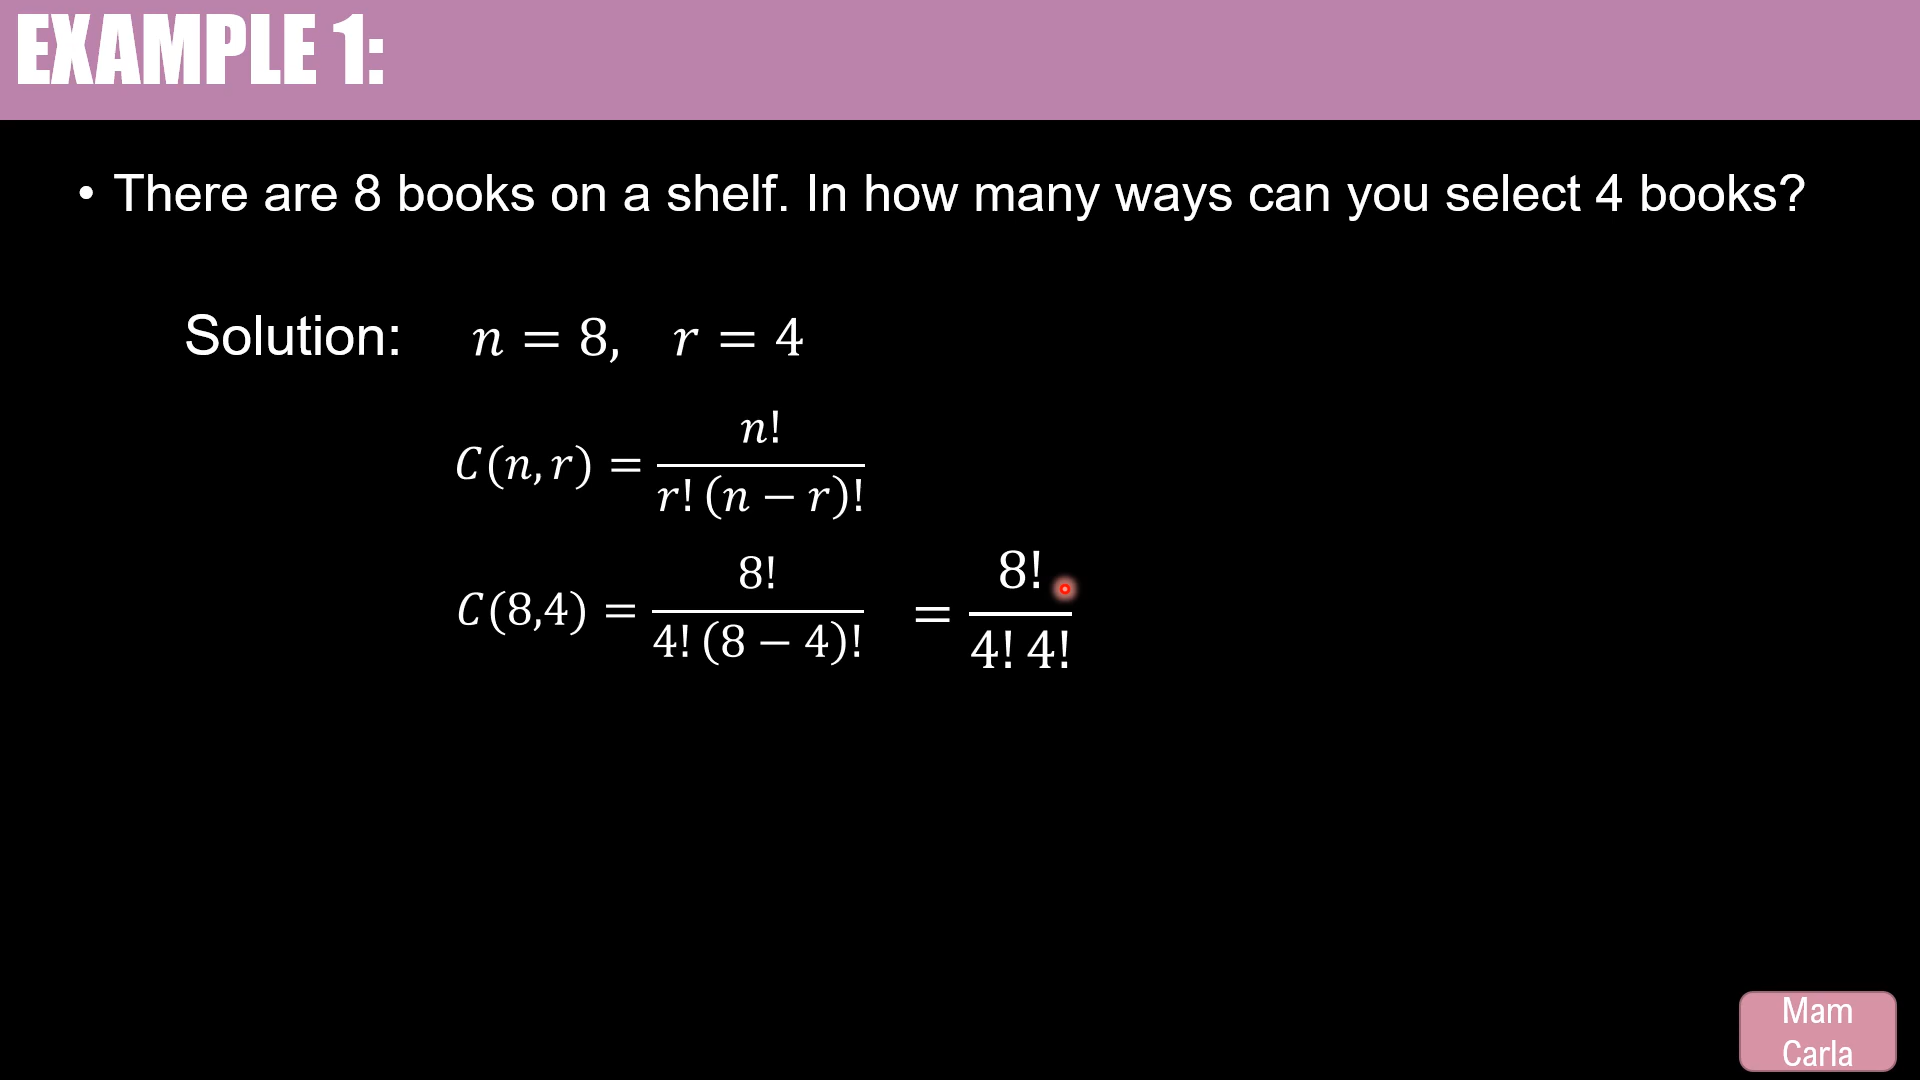 EXAMPLE 1:
• There are 8 books on a shelf. In how many ways can you select 4 books?
Solution: n = 8, r = 4
C(n, r) = n! / r! (n − r)!
C(8,4) = 8! / 4! (8 − 4)! = 8! / 4! 4!
Mam
Carla